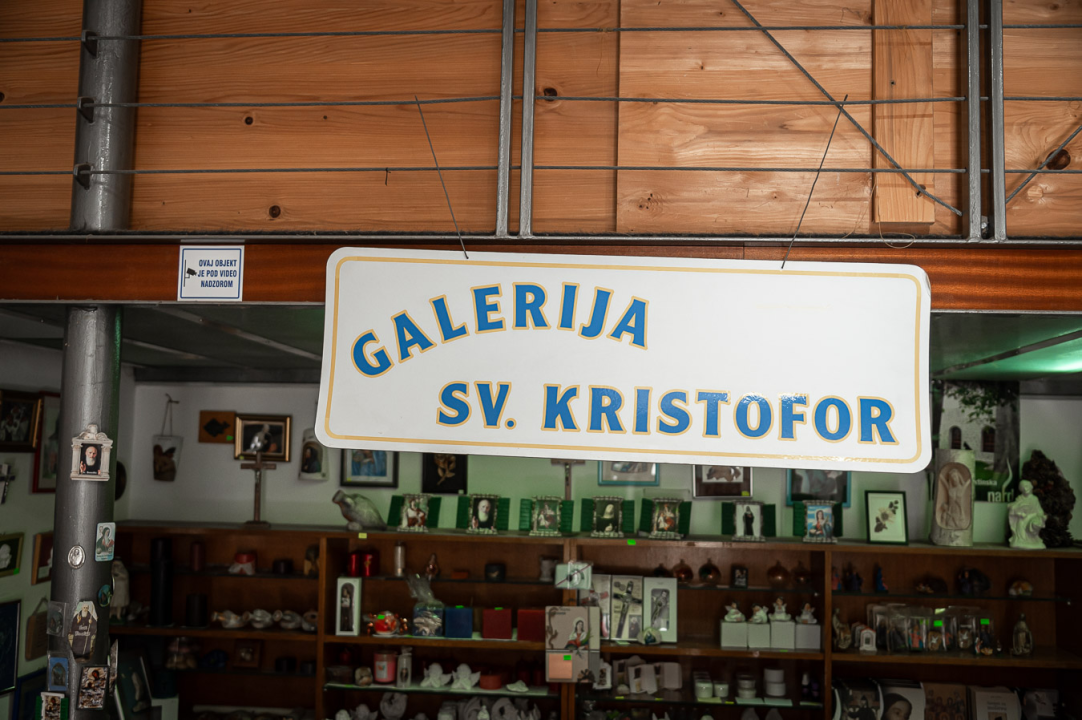 OVAJ OBJEKT
JE POD VIDEO
NADZOROM
GALERIJA
SV. KRISTOFOR